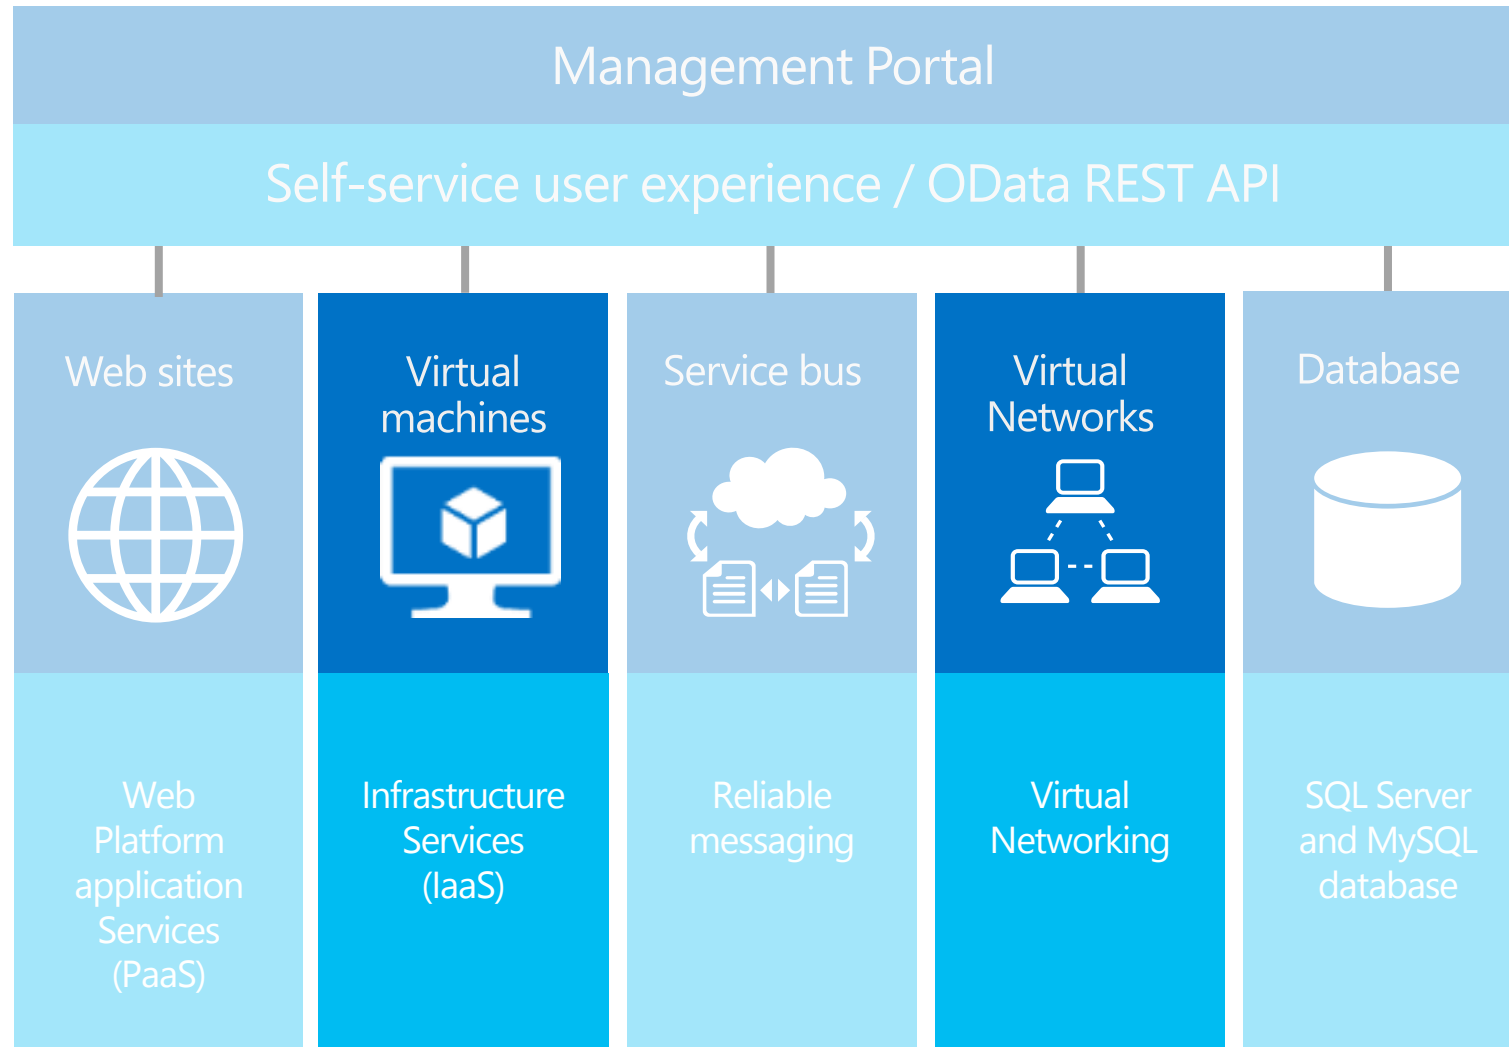 Management Portal
Self-service user experience / OData REST API
Web sites
Virtual
machines
Service bus
Virtual
Networks
Database
Web
Platform
application
Services
(PaaS)
Infrastructure
Services
(IaaS)
Reliable
messaging
Virtual
Networking
SQL Server
and MySQL
database